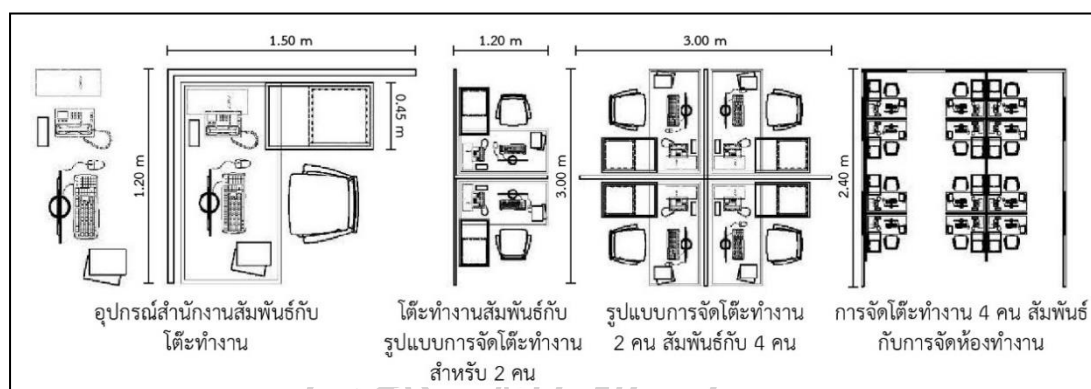 1.50 m
1.20 m
3.00 m
0.45 m
1.20 m
3.00 m
2.40 m
อุปกรณ์สำนักงานสัมพันธ์กับ
โต๊ะทำงาน
โต๊ะทำงานสัมพันธ์กับ
รูปแบบการจัดโต๊ะทำงาน
สำหรับ 2 คน
รูปแบบการจัดโต๊ะทำงาน
2 คน สัมพันธ์กับ 4 คน
การจัดโต๊ะทำงาน 4 คน สัมพันธ์
กับการจัดห้องทำงาน